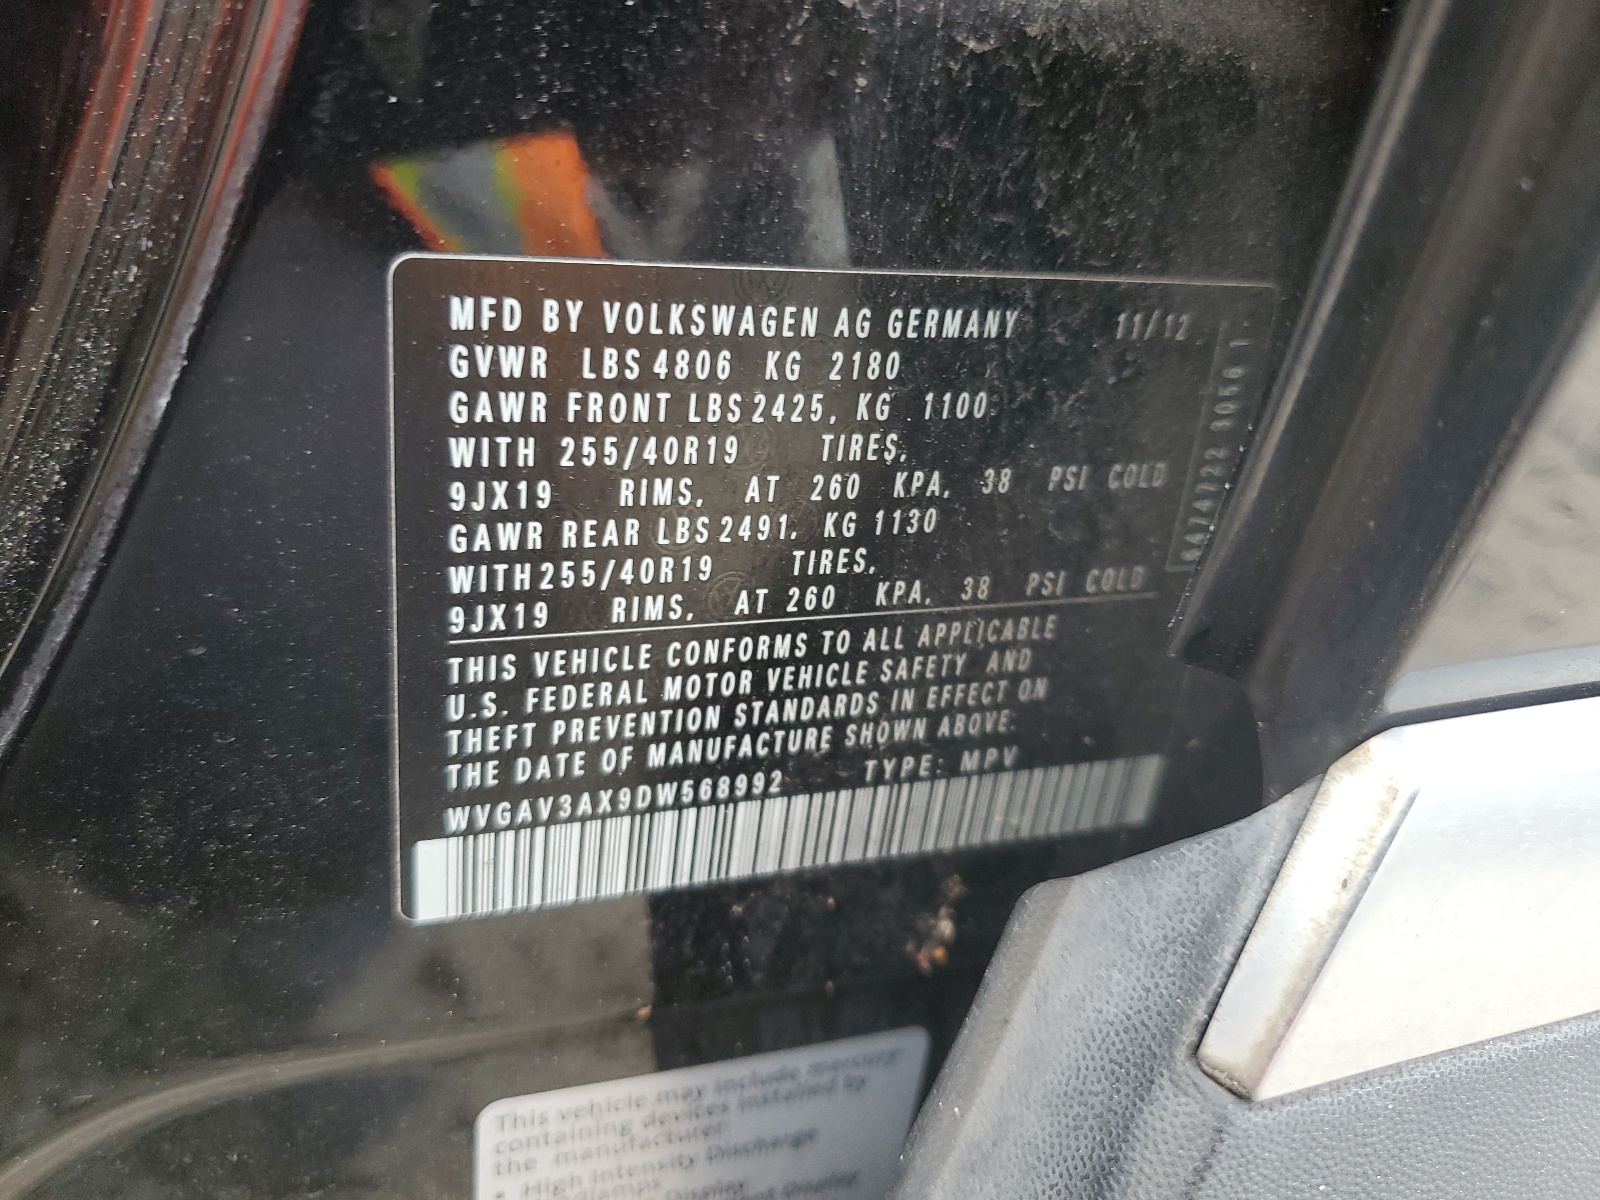 MFD BY VOLKSWAGEN AG GERMANY 11/12
GVWR LBS 4806 KG 2180
GAWR FRONT LBS 2425, KG 1100
WITH 255/40R19 TIRES,
9JX19 RIMS, AT 260 KPA, 38 PSI COLD
GAWR REAR LBS 2491, KG 1130
WITH 255/40R19 TIRES,
9JX19 RIMS, AT 260 KPA, 38 PSI COLD
THIS VEHICLE CONFORMS TO ALL APPLICABLE
U.S. FEDERAL MOTOR VEHICLE SAFETY AND
THEFT PREVENTION STANDARDS IN EFFECT ON
THE DATE OF MANUFACTURE SHOWN ABOVE.
WVGAV3AX9DW568992 TYPE: MPV
This vehicle may include mercury-
containing devices installed by
the manufacturer:
• High Intensity Discharge
Display